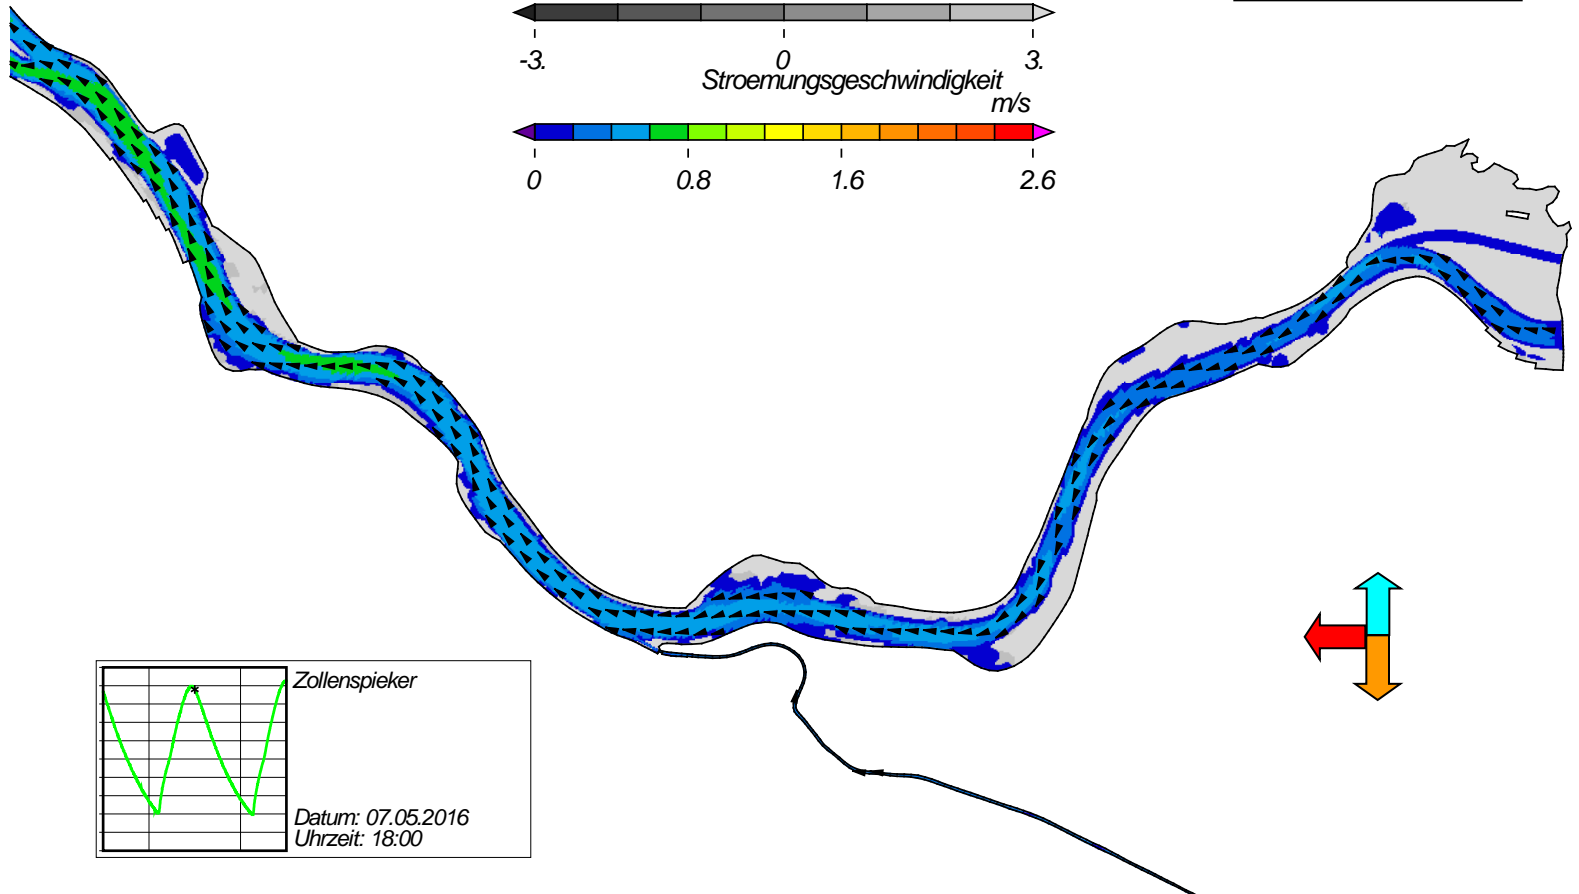 -3. 0 3.
Stroemungsgeschwindigkeit
m/s
0 0.8 1.6 2.6
Zollenspieker
Datum: 07.05.2016
Uhrzeit: 18:00